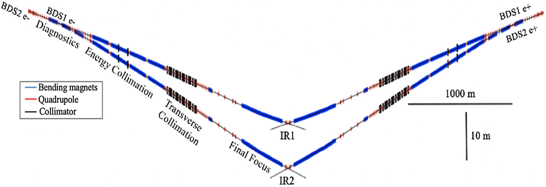 BDS2 e-
BDS1 e-
BDS1 e+
BDS2 e+
Diagnostics
Energy Collimation
Transverse
Collimation
Final Focus
Bending magnets
Quadrupole
Collimator
IR1
IR2
1000 m
10 m